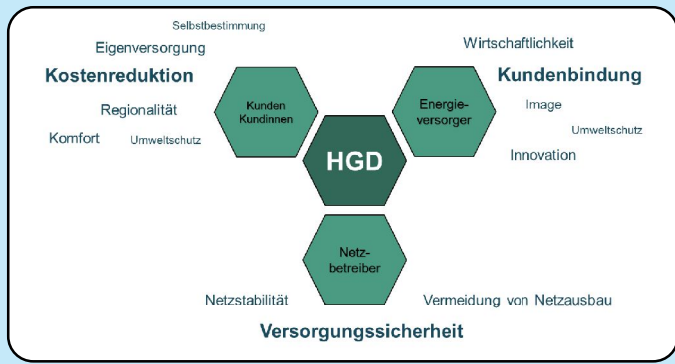 Selbstbestimmung
Eigenversorgung
Kostenreduktion
Regionalität
Komfort
Umweltschutz
Kunden
Kundinnen
Wirtschaftlichkeit
Kundenbindung
Image
Umweltschutz
Innovation
Energie-
versorger
HGD
Netz-
betreiber
Netzstabilität
Vermeidung von Netzausbau
Versorgungssicherheit